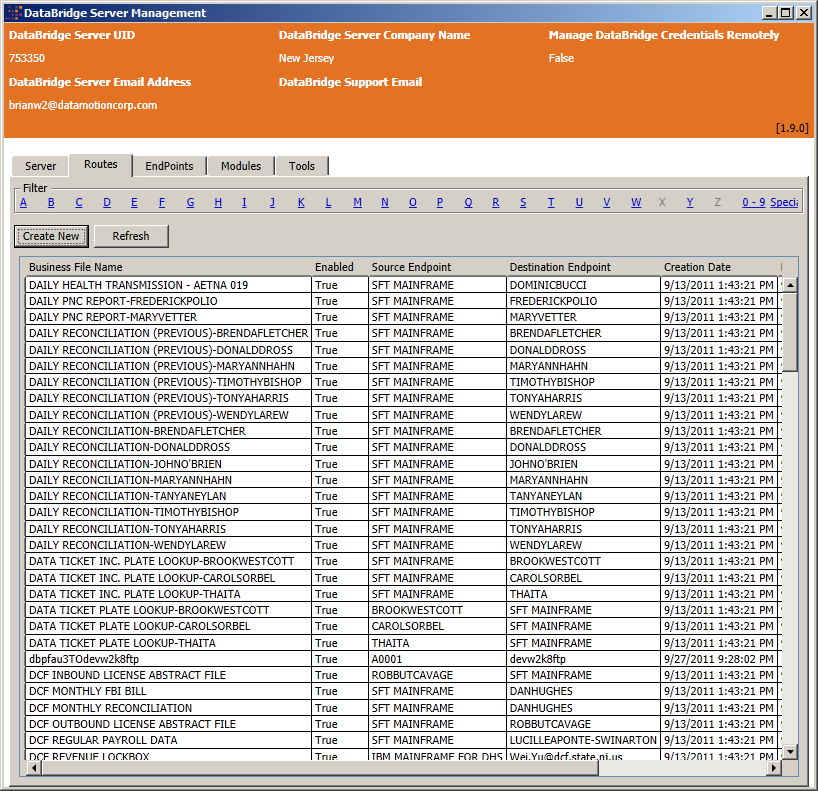 DataBridge Server Management
DataBridge Server UID DataBridge Server Company Name Manage DataBridge Credentials Remotely
753350 New Jersey False
DataBridge Server Email Address DataBridge Support Email
brianw2@datamotioncorp.com
[1.9.0]
Server Routes EndPoints Modules Tools
Filter
A B C D E F G H I J K L M N O P Q R S T U V W X Y Z 0 - 9 Specia
Create New Refresh
Business File Name Enabled Source Endpoint Destination Endpoint Creation Date
DAILY HEALTH TRANSMISSION - AETNA 019 True SFT MAINFRAME DOMINICBUCCI 9/13/2011 1:43:21 PM
DAILY PNC REPORT-FREDERICKPOLIO True SFT MAINFRAME FREDERICKPOLIO 9/13/2011 1:43:21 PM
DAILY PNC REPORT-MARYVETTER True SFT MAINFRAME MARYVETTER 9/13/2011 1:43:21 PM
DAILY RECONCILIATION (PREVIOUS)-BRENDAFLETCHER True SFT MAINFRAME BRENDAFLETCHER 9/13/2011 1:43:21 PM
DAILY RECONCILIATION (PREVIOUS)-DONALDDROSS True SFT MAINFRAME DONALDDROSS 9/13/2011 1:43:21 PM
DAILY RECONCILIATION (PREVIOUS)-MARYANNHAHN True SFT MAINFRAME MARYANNHAHN 9/13/2011 1:43:21 PM
DAILY RECONCILIATION (PREVIOUS)-TIMOTHYBISHOP True SFT MAINFRAME TIMOTHYBISHOP 9/13/2011 1:43:21 PM
DAILY RECONCILIATION (PREVIOUS)-TONYAHARRIS True SFT MAINFRAME TONYAHARRIS 9/13/2011 1:43:21 PM
DAILY RECONCILIATION (PREVIOUS)-WENDYLAREW True SFT MAINFRAME WENDYLAREW 9/13/2011 1:43:21 PM
DAILY RECONCILIATION-BRENDAFLETCHER True SFT MAINFRAME BRENDAFLETCHER 9/13/2011 1:43:21 PM
DAILY RECONCILIATION-DONALDDROSS True SFT MAINFRAME DONALDDROSS 9/13/2011 1:43:21 PM
DAILY RECONCILIATION-JOHNO'BRIEN True SFT MAINFRAME JOHNO'BRIEN 9/13/2011 1:43:21 PM
DAILY RECONCILIATION-MARYANNHAHN True SFT MAINFRAME MARYANNHAHN 9/13/2011 1:43:21 PM
DAILY RECONCILIATION-TANYANEYLAN True SFT MAINFRAME TANYANEYLAN 9/13/2011 1:43:21 PM
DAILY RECONCILIATION-TIMOTHYBISHOP True SFT MAINFRAME TIMOTHYBISHOP 9/13/2011 1:43:21 PM
DAILY RECONCILIATION-TONYAHARRIS True SFT MAINFRAME TONYAHARRIS 9/13/2011 1:43:21 PM
DAILY RECONCILIATION-WENDYLAREW True SFT MAINFRAME WENDYLAREW 9/13/2011 1:43:21 PM
DATA TICKET INC. PLATE LOOKUP-BROOKWESTCOTT True SFT MAINFRAME BROOKWESTCOTT 9/13/2011 1:43:21 PM
DATA TICKET INC. PLATE LOOKUP-CAROLSORBEL True SFT MAINFRAME CAROLSORBEL 9/13/2011 1:43:21 PM
DATA TICKET INC. PLATE LOOKUP-THAITA True SFT MAINFRAME THAITA 9/13/2011 1:43:21 PM
DATA TICKET PLATE LOOKUP-BROOKWESTCOTT True BROOKWESTCOTT SFT MAINFRAME 9/13/2011 1:43:21 PM
DATA TICKET PLATE LOOKUP-CAROLSORBEL True CAROLSORBEL SFT MAINFRAME 9/13/2011 1:43:21 PM
DATA TICKET PLATE LOOKUP-THAITA True THAITA SFT MAINFRAME 9/13/2011 1:43:21 PM
dbpfau3TOdevw2k8ftp True A0001 devw2k8ftp 9/27/2011 9:28:02 PM
DCF INBOUND LICENSE ABSTRACT FILE True ROBBUTCAVAGE SFT MAINFRAME 9/13/2011 1:43:21 PM
DCF MONTHLY FBI BILL True SFT MAINFRAME DANHUGHES 9/13/2011 1:43:21 PM
DCF MONTHLY RECONCILIATION True SFT MAINFRAME DANHUGHES 9/13/2011 1:43:21 PM
DCF OUTBOUND LICENSE ABSTRACT FILE True SFT MAINFRAME ROBBUTCAVAGE 9/13/2011 1:43:21 PM
DCF REGULAR PAYROLL DATA True SFT MAINFRAME LUCILLEAPONTE-SWINARTON 9/13/2011 1:43:21 PM
DCF REVENUE LOCKBOX True IBM MAINFRAME FOR DHS Wei.Yu@dcf.state.nj.us 9/13/2011 1:43:21 PM